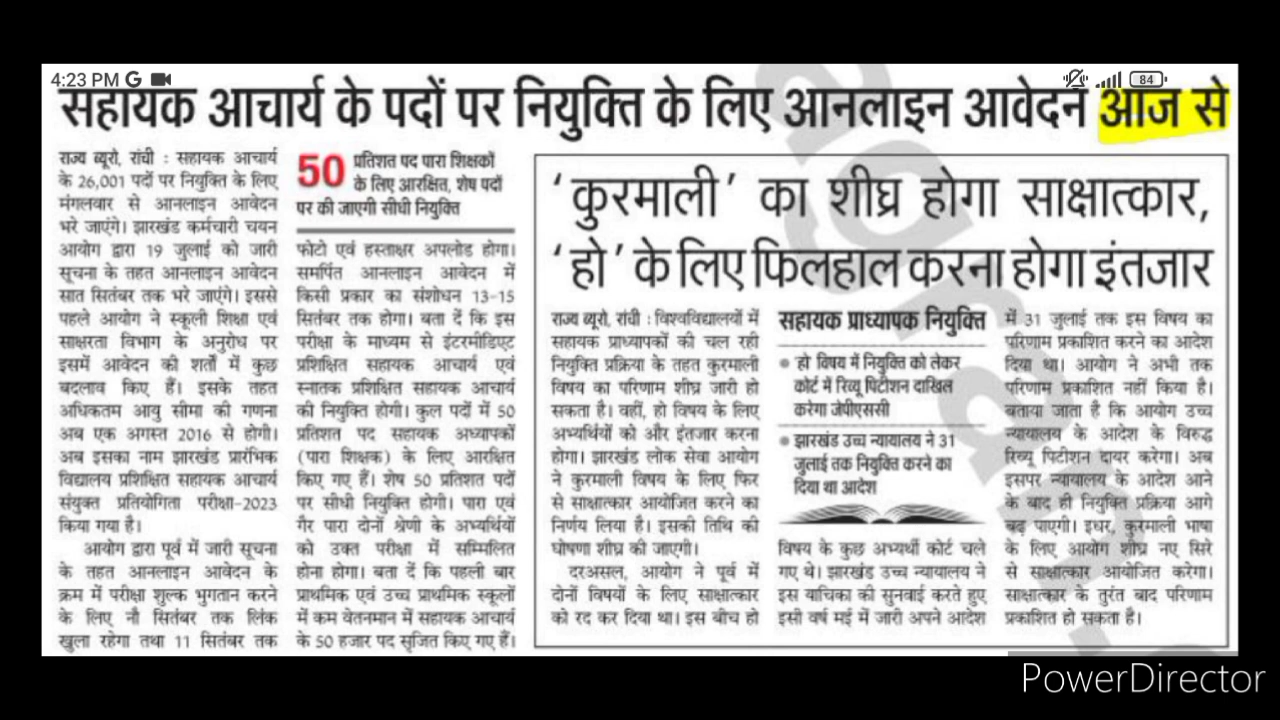 4:23 PM G
84
सहायक आचार्य के पदों पर नियुक्ति के लिए आनलाइन आवेदन आज से
राज्य ब्यूरो, रांची : सहायक आचार्य
के 26,001 पदों पर नियुक्ति के लिए
मंगलवार से आनलाइन आवेदन
भरे जाएंगे। झारखंड कर्मचारी चयन
आयोग द्वारा 19 जुलाई को जारी
सूचना के तहत आनलाइन आवेदन
सात सितंबर तक भरे जाएंगे। इससे
पहले आयोग ने स्कूली शिक्षा एवं
साक्षरता विभाग के अनुरोध पर
इसमें आवेदन की शर्तों में कुछ
बदलाव किए हैं। इसके तहत
अधिकतम आयु सीमा की गणना
अब एक अगस्त 2016 से होगी।
अब इसका नाम झारखंड प्रारंभिक
विद्यालय प्रशिक्षित सहायक आचार्य
संयुक्त प्रतियोगिता परीक्षा-2023
किया गया है।
आयोग द्वारा पूर्व में जारी सूचना
के तहत आनलाइन आवेदन के
क्रम में परीक्षा शुल्क भुगतान करने
के लिए नौ सितंबर तक लिंक
खुला रहेगा तथा 11 सितंबर तक
50 प्रतिशत पद पारा शिक्षकों
के लिए आरक्षित, शेष पदों
पर की जाएगी सीधी नियुक्ति
फोटो एवं हस्ताक्षर अपलोड होगा।
समर्पित आनलाइन आवेदन में
किसी प्रकार का संशोधन 13-15
सितंबर तक होगा। बता दें कि इस
परीक्षा के माध्यम से इंटरमीडिएट
प्रशिक्षित सहायक आचार्य एवं
स्नातक प्रशिक्षित सहायक आचार्य
की नियुक्ति होगी। कुल पदों में 50
प्रतिशत पद सहायक अध्यापकों
(पारा शिक्षक) के लिए आरक्षित
किए गए हैं। शेष 50 प्रतिशत पदों
पर सीधी नियुक्ति होगी। पारा एवं
गैर पारा दोनों श्रेणी के अभ्यर्थियों
को उक्त परीक्षा में सम्मिलित
होना होगा। बता दें कि पहली बार
प्राथमिक एवं उच्च प्राथमिक स्कूलों
में कम वेतनमान में सहायक आचार्य
के 50 हजार पद सृजित किए गए हैं।
'कुरमाली' का शीघ्र होगा साक्षात्कार,
'हो' के लिए फिलहाल करना होगा इंतजार
राज्य ब्यूरो, रांची : विश्वविद्यालयों में
सहायक प्राध्यापकों की चल रही
नियुक्ति प्रक्रिया के तहत कुरमाली
विषय का परिणाम शीघ्र जारी हो
सकता है। वहीं, हो विषय के लिए
अभ्यर्थियों को और इंतजार करना
होगा। झारखंड लोक सेवा आयोग
ने कुरमाली विषय के लिए फिर
से साक्षात्कार आयोजित करने का
निर्णय लिया है। इसकी तिथि की
घोषणा शीघ्र की जाएगी।
दरअसल, आयोग ने पूर्व में
दोनों विषयों के लिए साक्षात्कार
को रद कर दिया था। इस बीच हो
सहायक प्राध्यापक नियुक्ति
● हो विषय में नियुक्ति को लेकर
कोर्ट में रिव्यू पिटीशन दाखिल
करेगा जेपीएससी
● झारखंड उच्च न्यायालय ने 31
जुलाई तक नियुक्ति करने का
दिया था आदेश
विषय के कुछ अभ्यर्थी कोर्ट चले
गए थे। झारखंड उच्च न्यायालय ने
इस याचिका की सुनवाई करते हुए
इसी वर्ष मई में जारी अपने आदेश
में 31 जुलाई तक इस विषय का
परिणाम प्रकाशित करने का आदेश
दिया था। आयोग ने अभी तक
परिणाम प्रकाशित नहीं किया है।
बताया जाता है कि आयोग उच्च
न्यायालय के आदेश के विरुद्ध
रिव्यू पिटीशन दायर करेगा। अब
इसपर न्यायालय के आदेश आने
के बाद ही नियुक्ति प्रक्रिया आगे
बढ़ पाएगी। इधर, कुरमाली भाषा
के लिए आयोग शीघ्र नए सिरे
से साक्षात्कार आयोजित करेगा।
साक्षात्कार के तुरंत बाद परिणाम
प्रकाशित हो सकता है।
PowerDirector